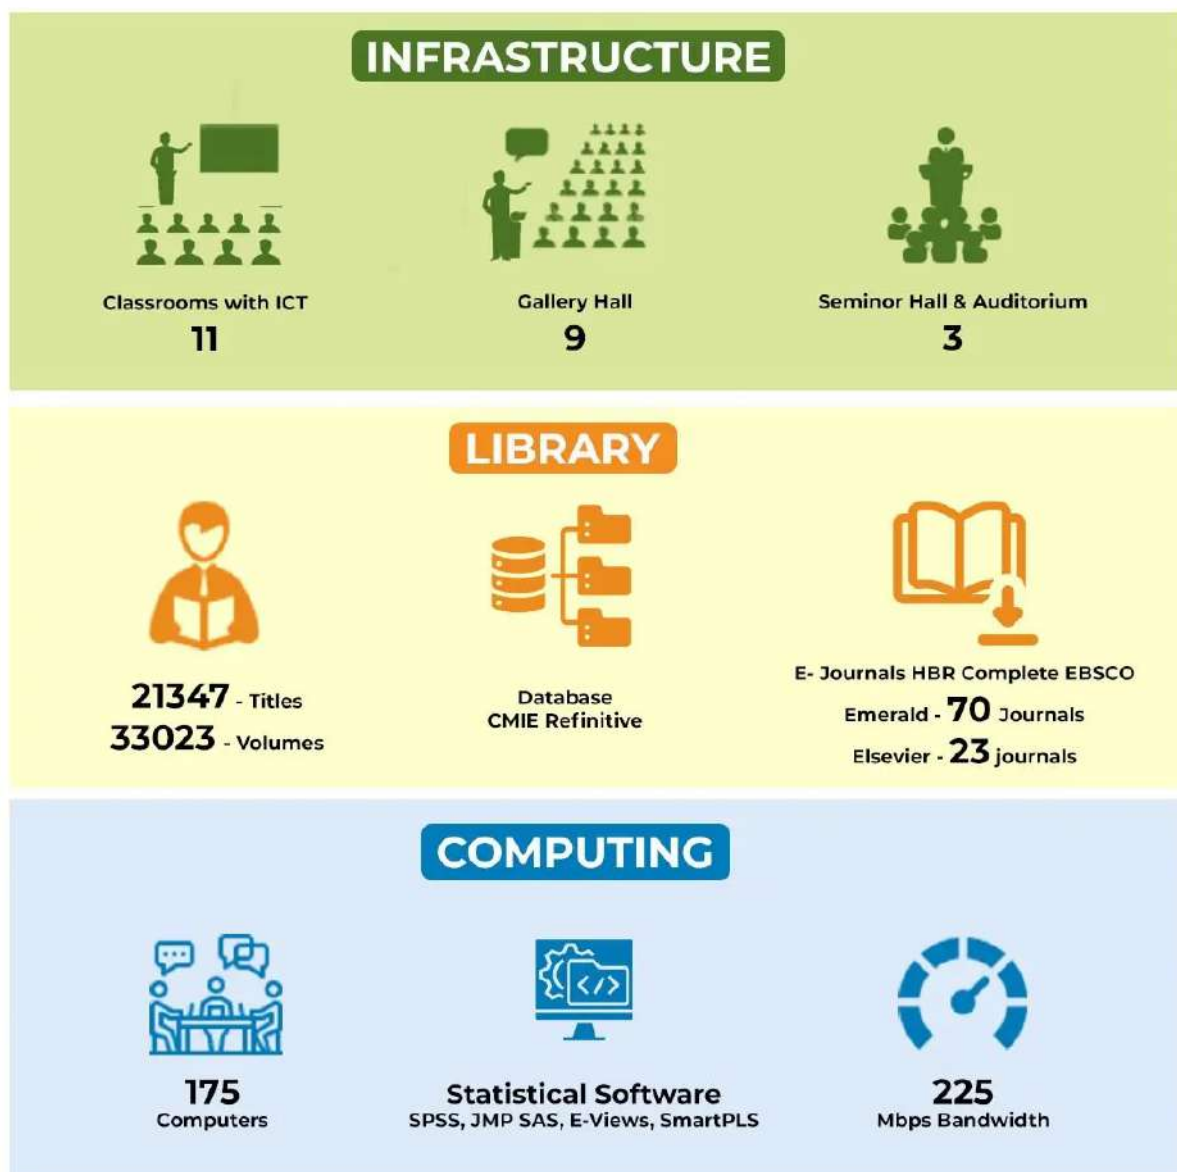 INFRASTRUCTURE
Classrooms with ICT
11
Gallery Hall
9
Seminor Hall & Auditorium
3
LIBRARY
21347 - Titles
33023 - Volumes
Database
CMIE Refinitive
E- Journals HBR Complete EBSCO
Emerald - 70 Journals
Elsevier - 23 journals
COMPUTING
175
Computers
Statistical Software
SPSS, JMP SAS, E-Views, SmartPLS
225
Mbps Bandwidth